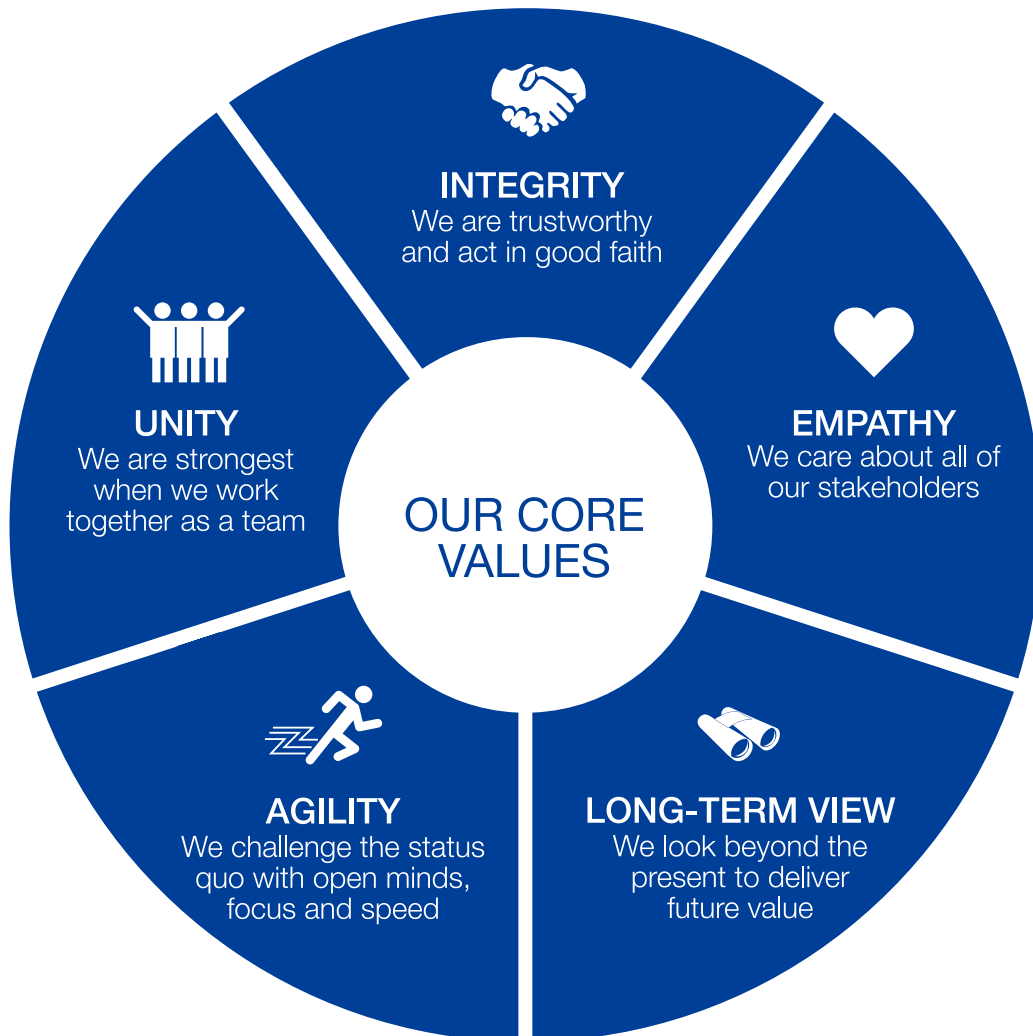 INTEGRITY
We are trustworthy
and act in good faith
EMPATHY
We care about all of
our stakeholders
LONG-TERM VIEW
We look beyond the
present to deliver
future value
AGILITY
We challenge the status
quo with open minds,
focus and speed
UNITY
We are strongest
when we work
together as a team
OUR CORE
VALUES